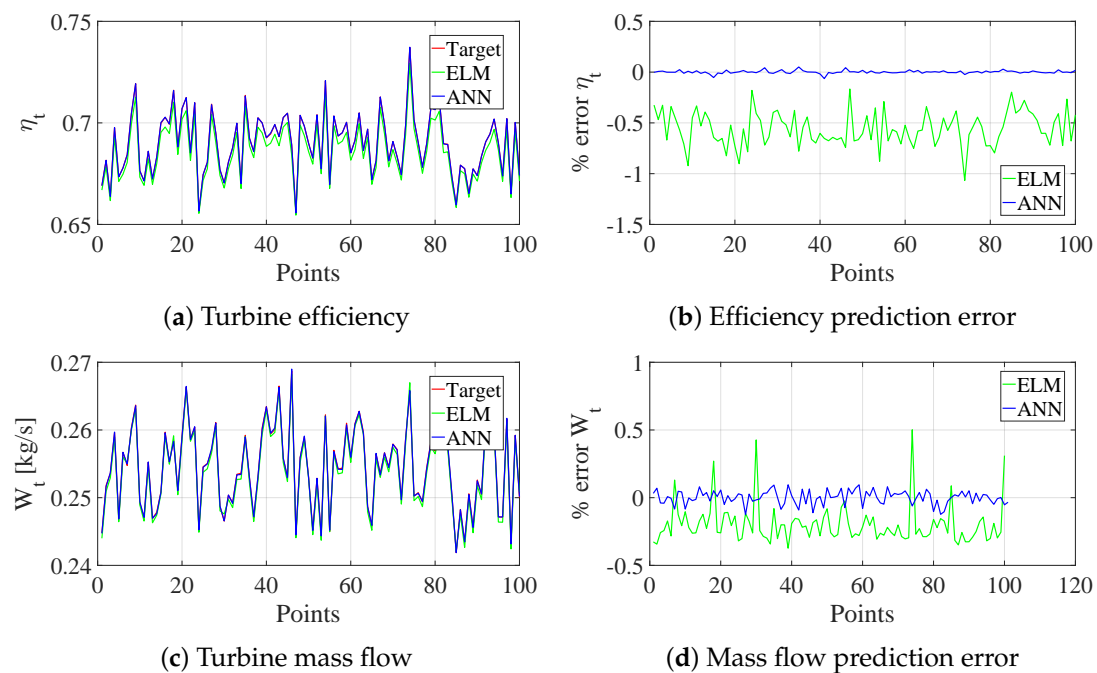 0.75
0.7
0.65
η_t
0 20 40 60 80 100
Points
Target
ELM
ANN
(a) Turbine efficiency
0.5
0
-0.5
-1
-1.5
% error η_t
0 20 40 60 80 100
Points
ELM
ANN
(b) Efficiency prediction error
0.27
0.26
0.25
0.24
W_t [kg/s]
0 20 40 60 80 100
Points
Target
ELM
ANN
(c) Turbine mass flow
1
0.5
0
-0.5
% error W_t
0 20 40 60 80 100 120
Points
ELM
ANN
(d) Mass flow prediction error